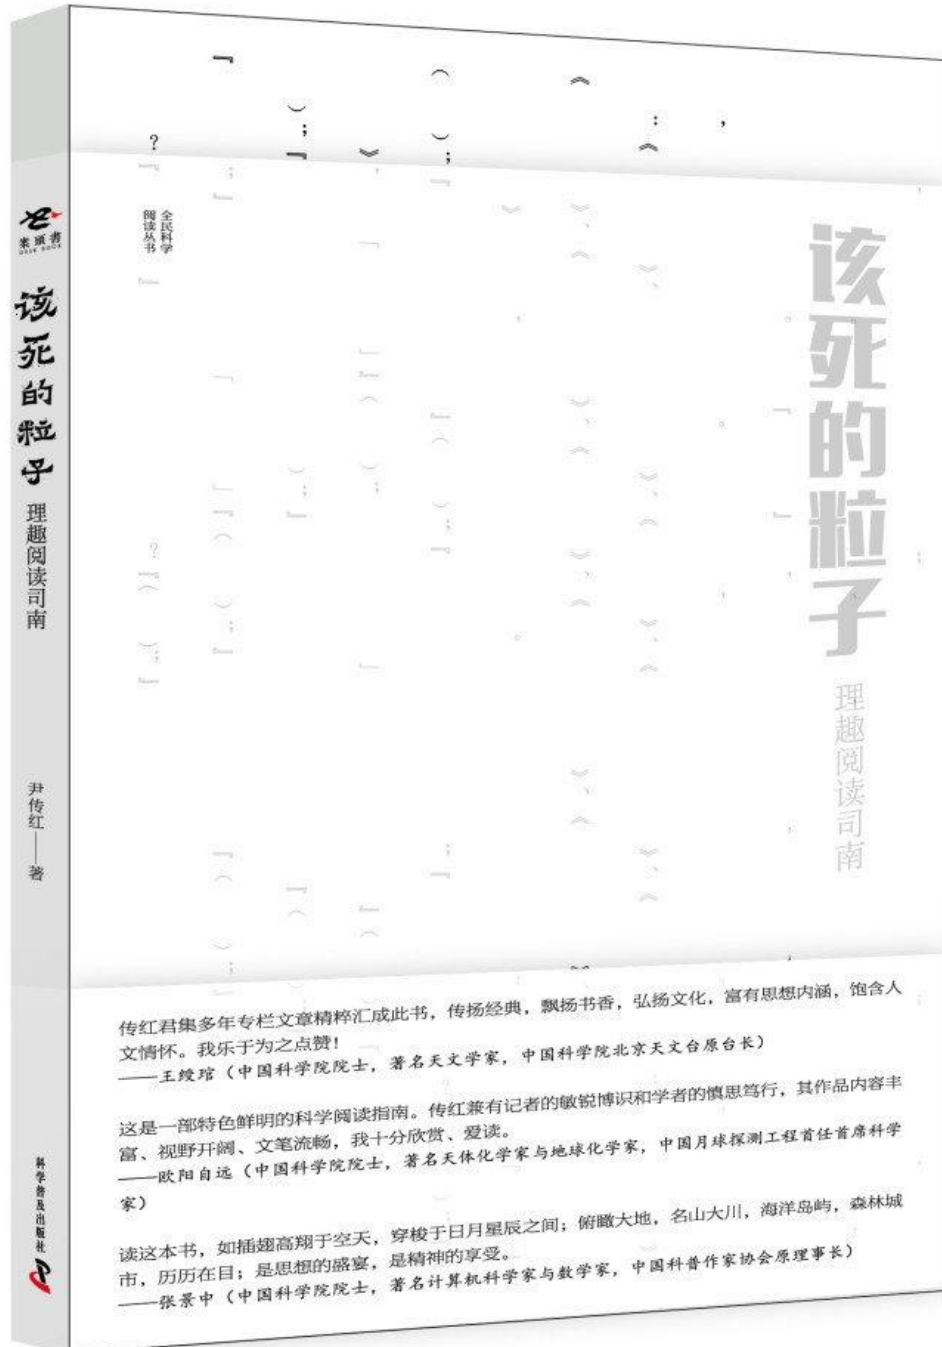 案頭書
DESK BOOK
该死的粒子
理趣阅读司南
尹传红——著
科学普及出版社
全民科学
阅读丛书
该死的粒子
理趣阅读司南
传红君集多年专栏文章精粹汇成此书，传扬经典，飘扬书香，弘扬文化，富有思想内涵，饱含人
文情怀。我乐于为之点赞！
——王绶琯（中国科学院院士，著名天文学家，中国科学院北京天文台原台长）
这是一部特色鲜明的科学阅读指南。传红兼有记者的敏锐博识和学者的慎思笃行，其作品内容丰
富、视野开阔、文笔流畅，我十分欣赏、爱读。
——欧阳自远（中国科学院院士，著名天体化学家与地球化学家，中国月球探测工程首任首席科学
家）
读这本书，如插翅高翔于空天，穿梭于日月星辰之间；俯瞰大地，名山大川，海洋岛屿，森林城
市，历历在目；是思想的盛宴，是精神的享受。
——张景中（中国科学院院士，著名计算机科学家与数学家，中国科普作家协会原理事长）